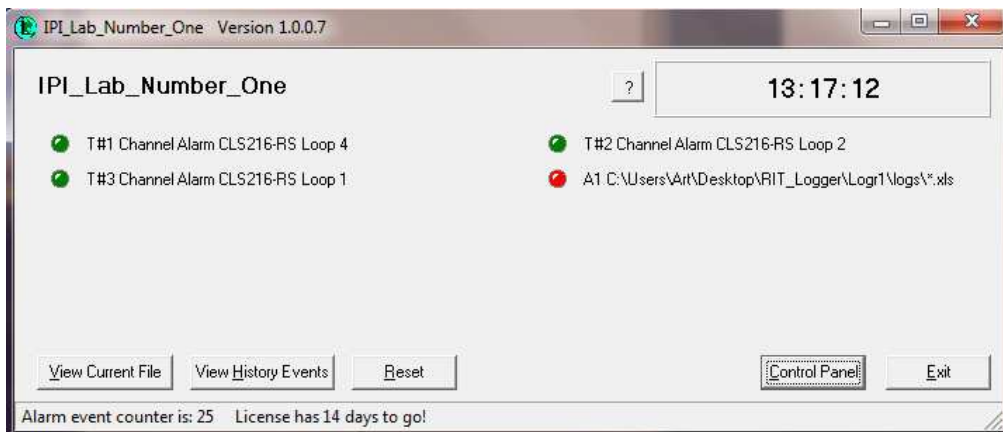 IPI_Lab_Number_One Version 1.0.0.7
IPI_Lab_Number_One
?
13:17:12
T#1 Channel Alarm CLS216-RS Loop 4
T#2 Channel Alarm CLS216-RS Loop 2
T#3 Channel Alarm CLS216-RS Loop 1
A1 C:\Users\Art\Desktop\RIT_Logger\Logr1\logs\*.xls
View Current File
View History Events
Reset
Control Panel
Exit
Alarm event counter is: 25 License has 14 days to go!